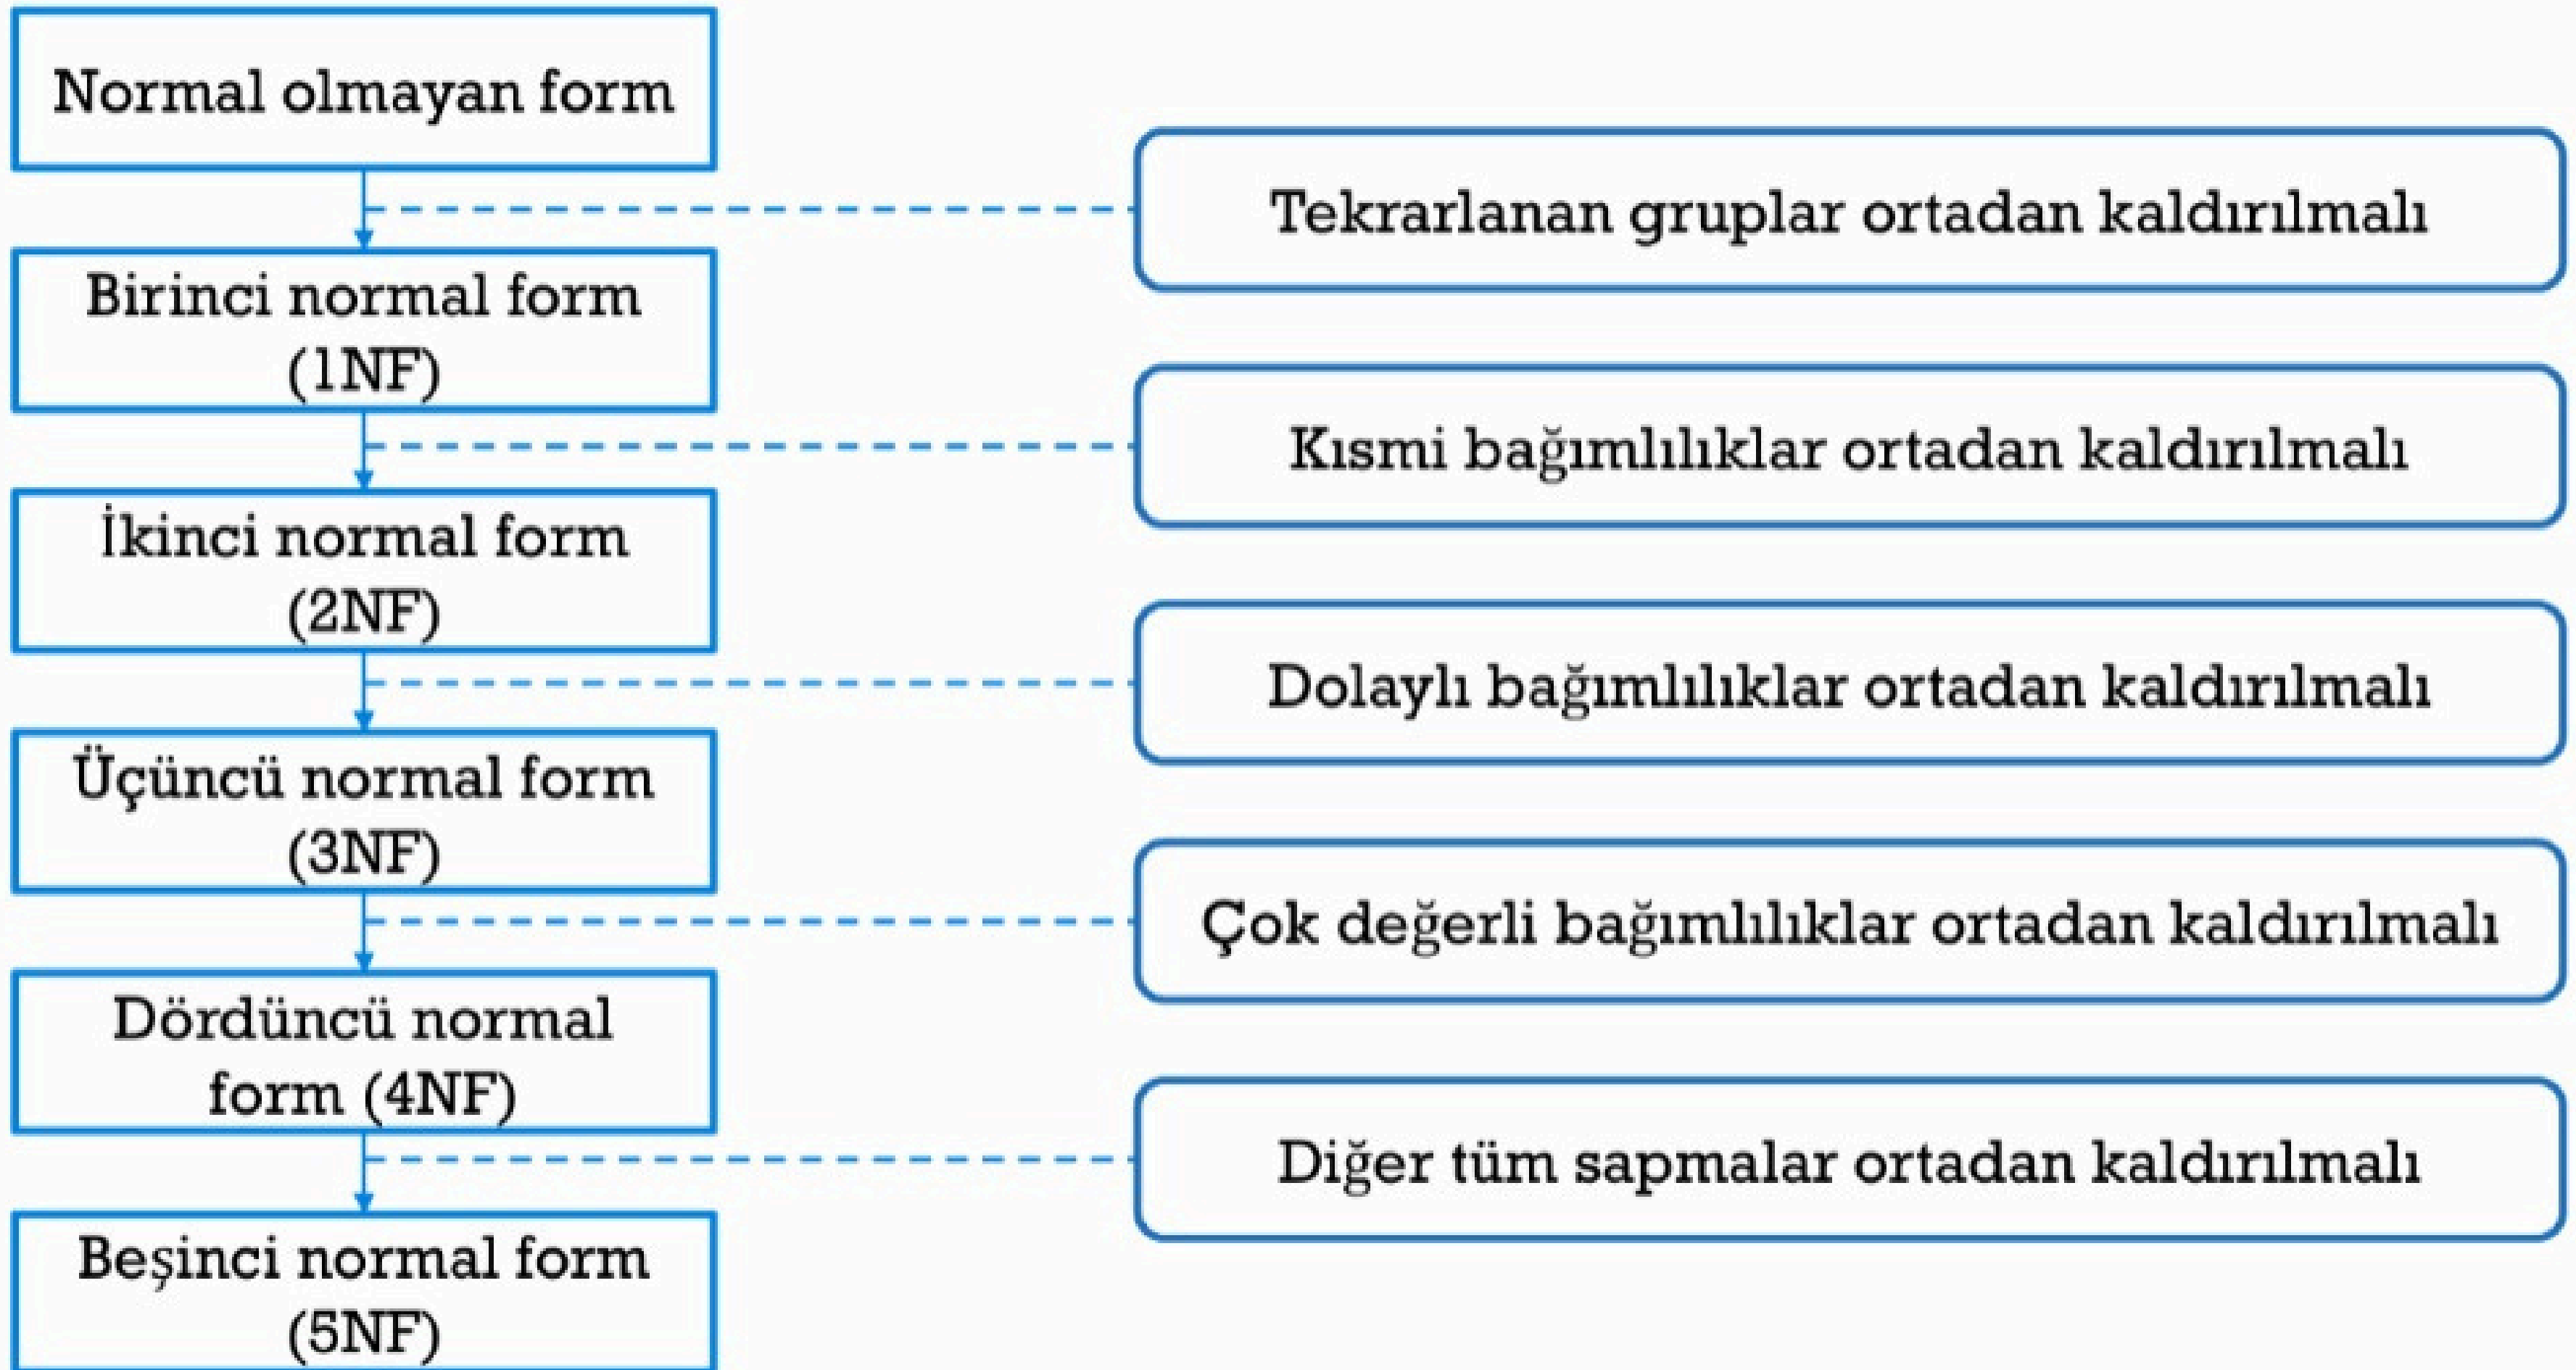 Normal olmayan form
Tekrarlanan gruplar ortadan kaldırılmalı
Birinci normal form
(1NF)
Kısmi bağımlılıklar ortadan kaldırılmalı
İkinci normal form
(2NF)
Dolaylı bağımlılıklar ortadan kaldırılmalı
Üçüncü normal form
(3NF)
Çok değerli bağımlılıklar ortadan kaldırılmalı
Dördüncü normal
form (4NF)
Diğer tüm sapmalar ortadan kaldırılmalı
Beşinci normal form
(5NF)